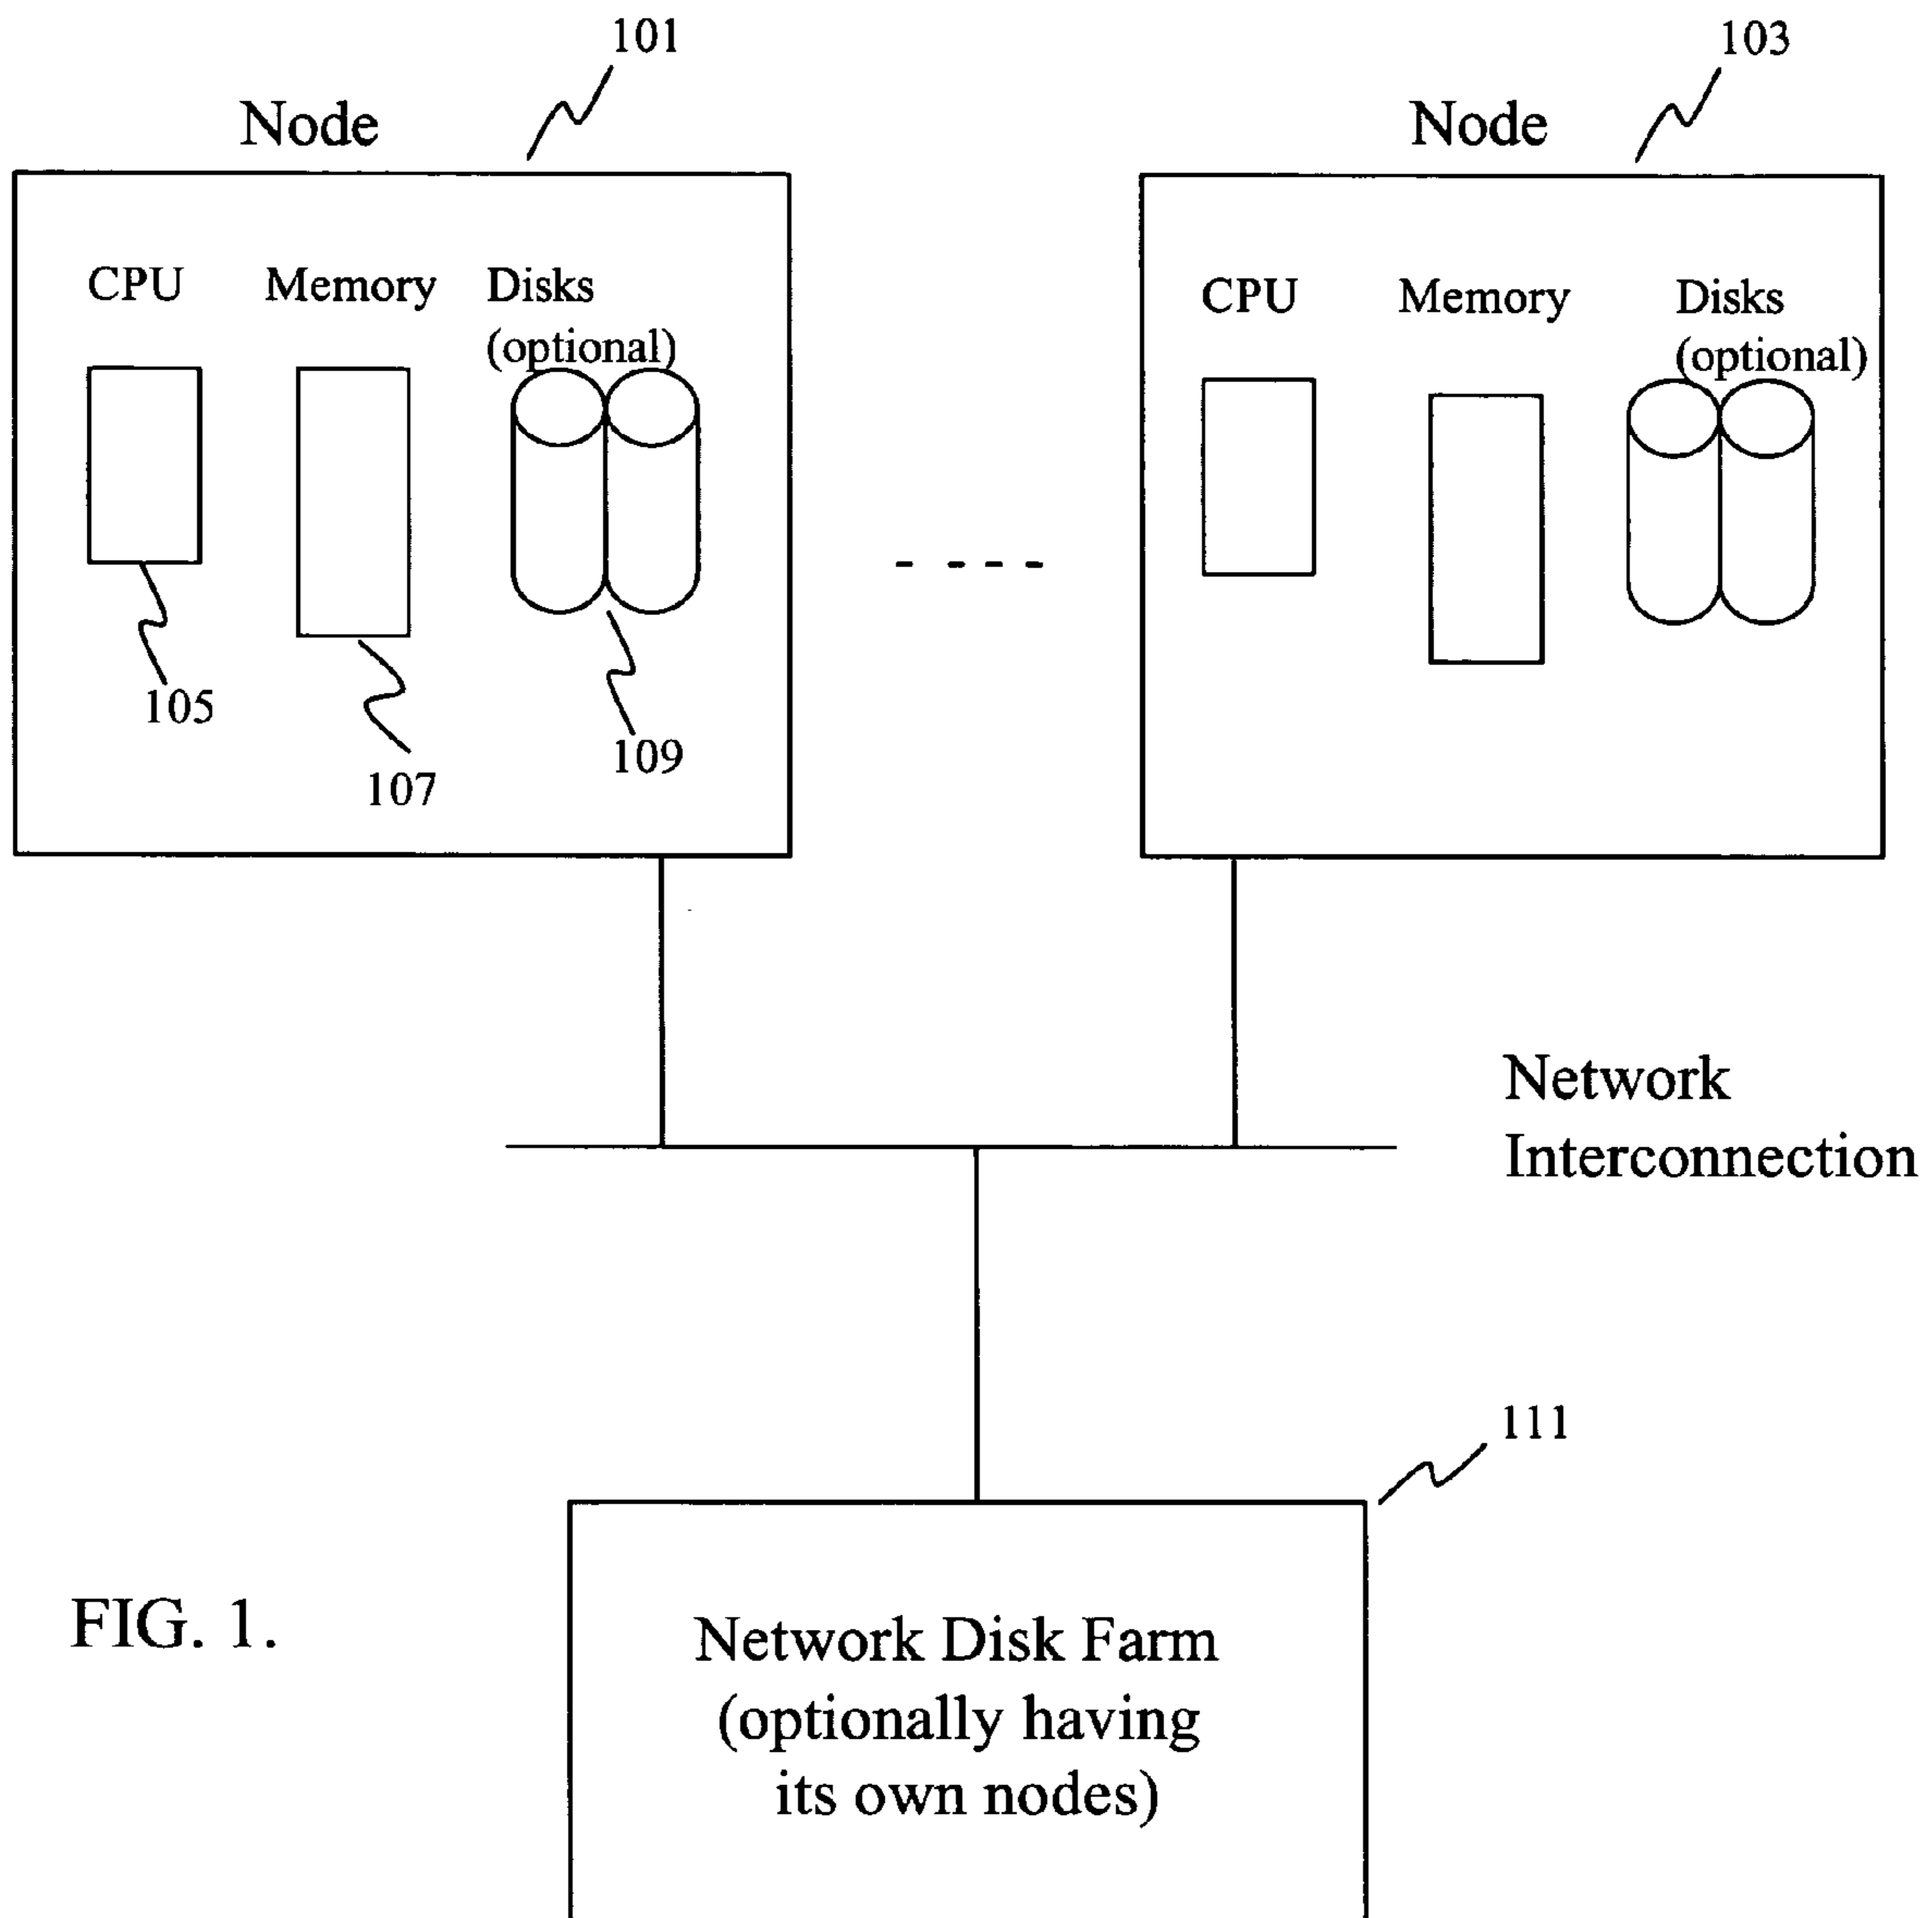 101
103
Node
Node
CPU
Memory
Disks
(optional)
CPU
Memory
Disks
(optional)
105
107
109
Network
Interconnection
111
FIG. 1.
Network Disk Farm
(optionally having
its own nodes)